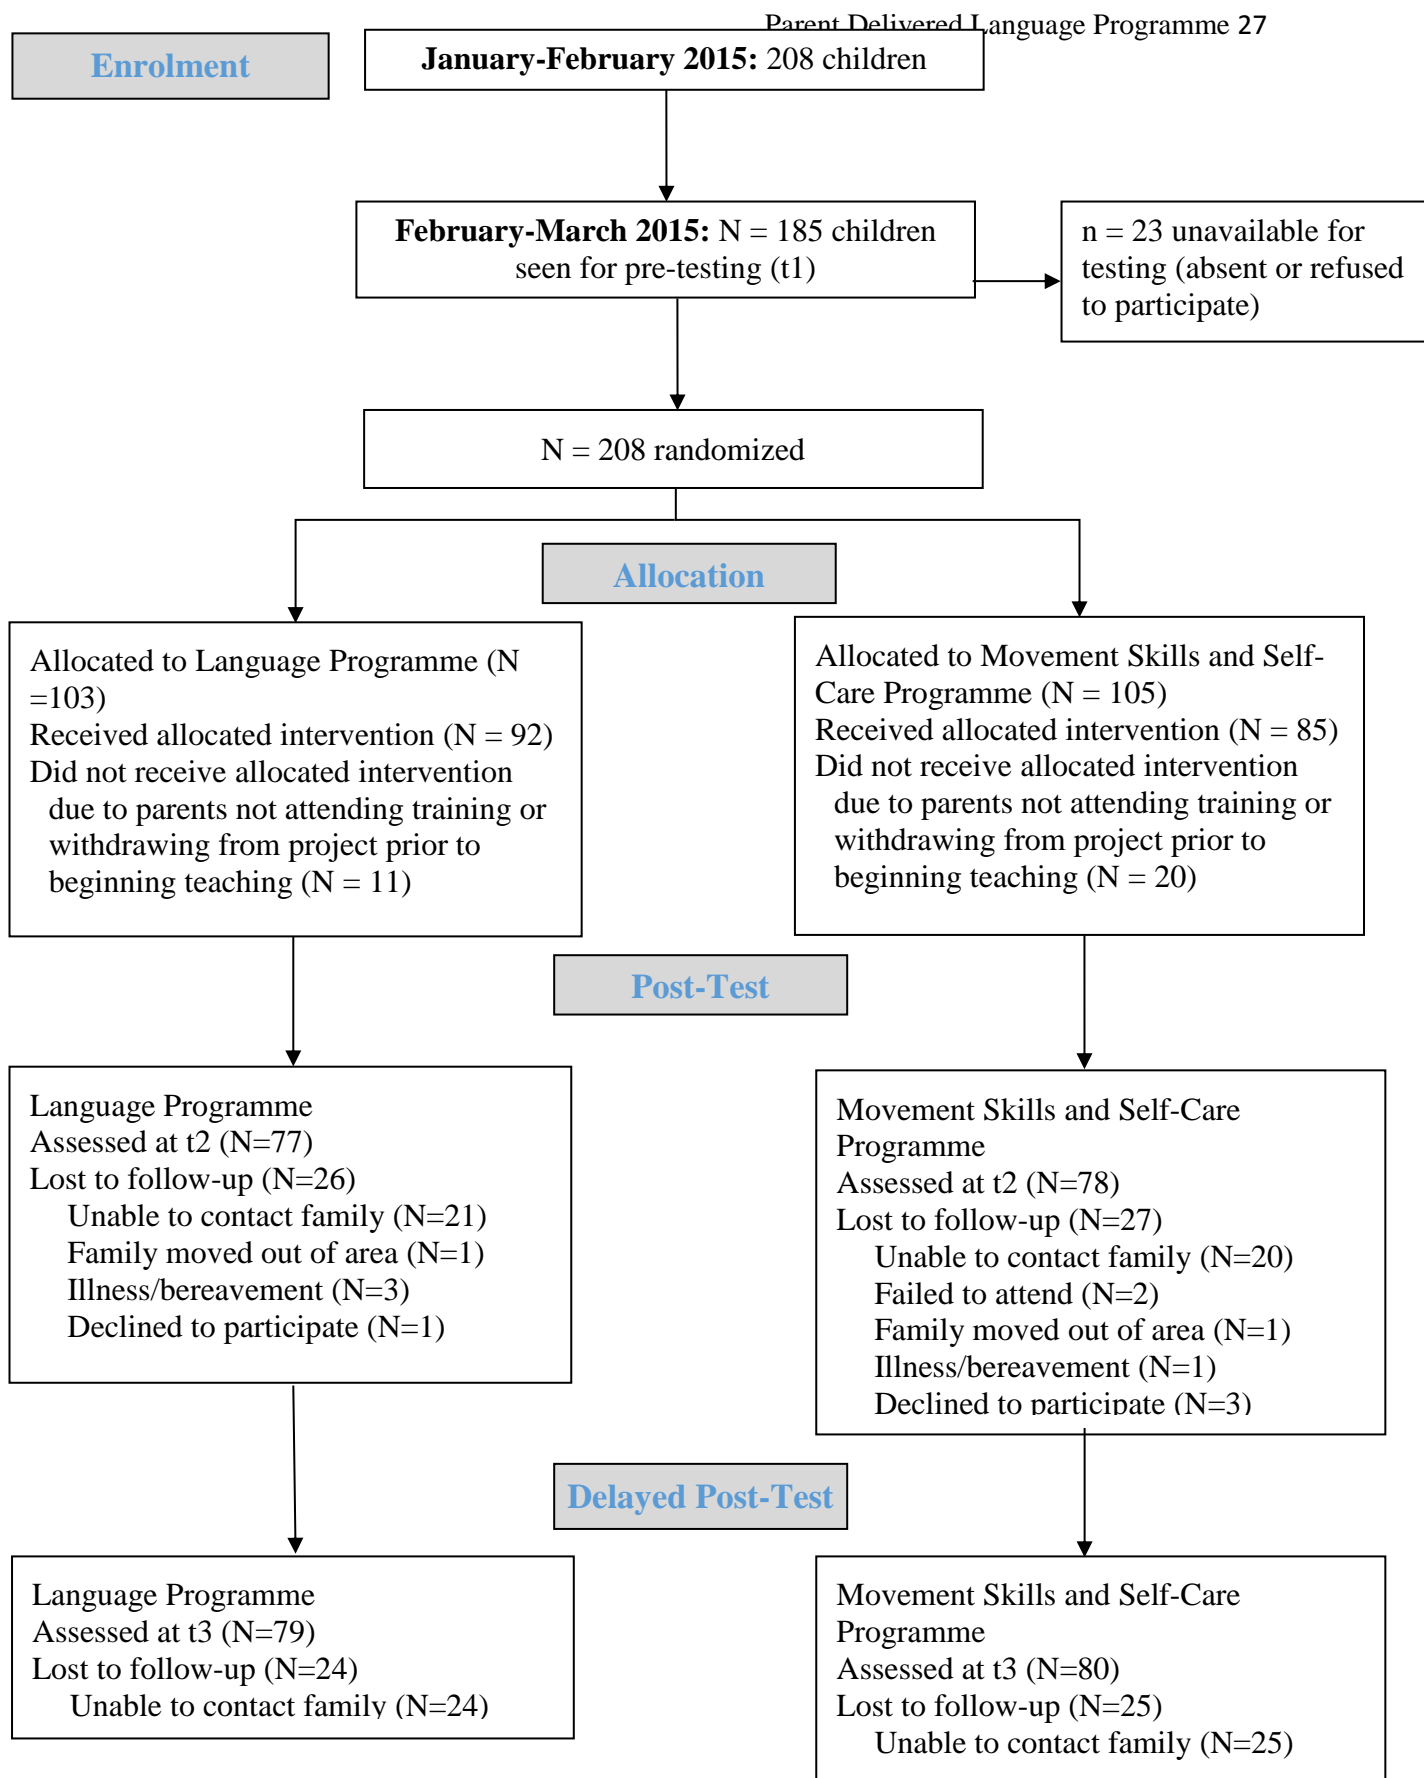 Parent Delivered Language Programme 27
Enrolment
January-February 2015: 208 children
February-March 2015: N = 185 children
seen for pre-testing (t1)
n = 23 unavailable for
testing (absent or refused
to participate)
N = 208 randomized
Allocation
Allocated to Language Programme (N
=103)
Received allocated intervention (N = 92)
Did not receive allocated intervention
due to parents not attending training or
withdrawing from project prior to
beginning teaching (N = 11)
Allocated to Movement Skills and Self-
Care Programme (N = 105)
Received allocated intervention (N = 85)
Did not receive allocated intervention
due to parents not attending training or
withdrawing from project prior to
beginning teaching (N = 20)
Post-Test
Language Programme
Assessed at t2 (N=77)
Lost to follow-up (N=26)
Unable to contact family (N=21)
Family moved out of area (N=1)
Illness/bereavement (N=3)
Declined to participate (N=1)
Movement Skills and Self-Care
Programme
Assessed at t2 (N=78)
Lost to follow-up (N=27)
Unable to contact family (N=20)
Failed to attend (N=2)
Family moved out of area (N=1)
Illness/bereavement (N=1)
Declined to participate (N=3)
Delayed Post-Test
Language Programme
Assessed at t3 (N=79)
Lost to follow-up (N=24)
Unable to contact family (N=24)
Movement Skills and Self-Care
Programme
Assessed at t3 (N=80)
Lost to follow-up (N=25)
Unable to contact family (N=25)